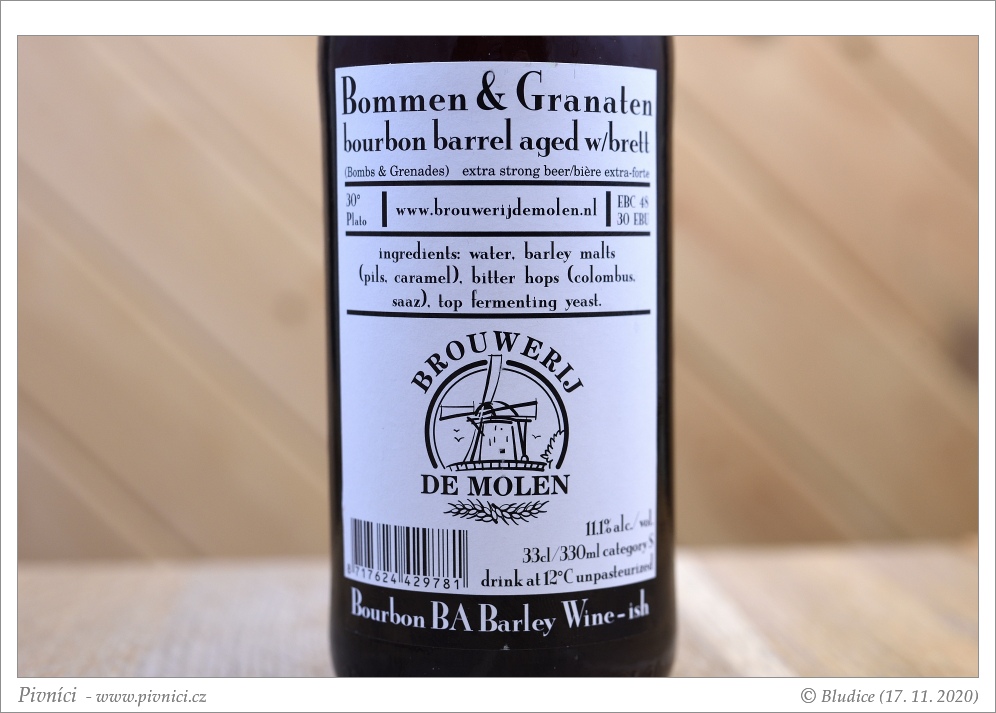 Bommen & Granaten
bourbon barrel aged w/brett
(Bombs & Grenades) extra strong beer/bière extra-forte
30° Plato
www.brouwerijdemolen.nl
EBC 48
30 EBU
ingredients: water, barley malts
(pils, caramel), bitter hops (colombus,
saaz), top fermenting yeast.
BROUWERIJ
DE MOLEN
11.1% alc./vol.
33cl/330ml category S
drink at 12°C unpasteurized
8 717624 429781
Bourbon BA Barley Wine-ish
Pivníci - www.pivnici.cz
© Bludice (17. 11. 2020)